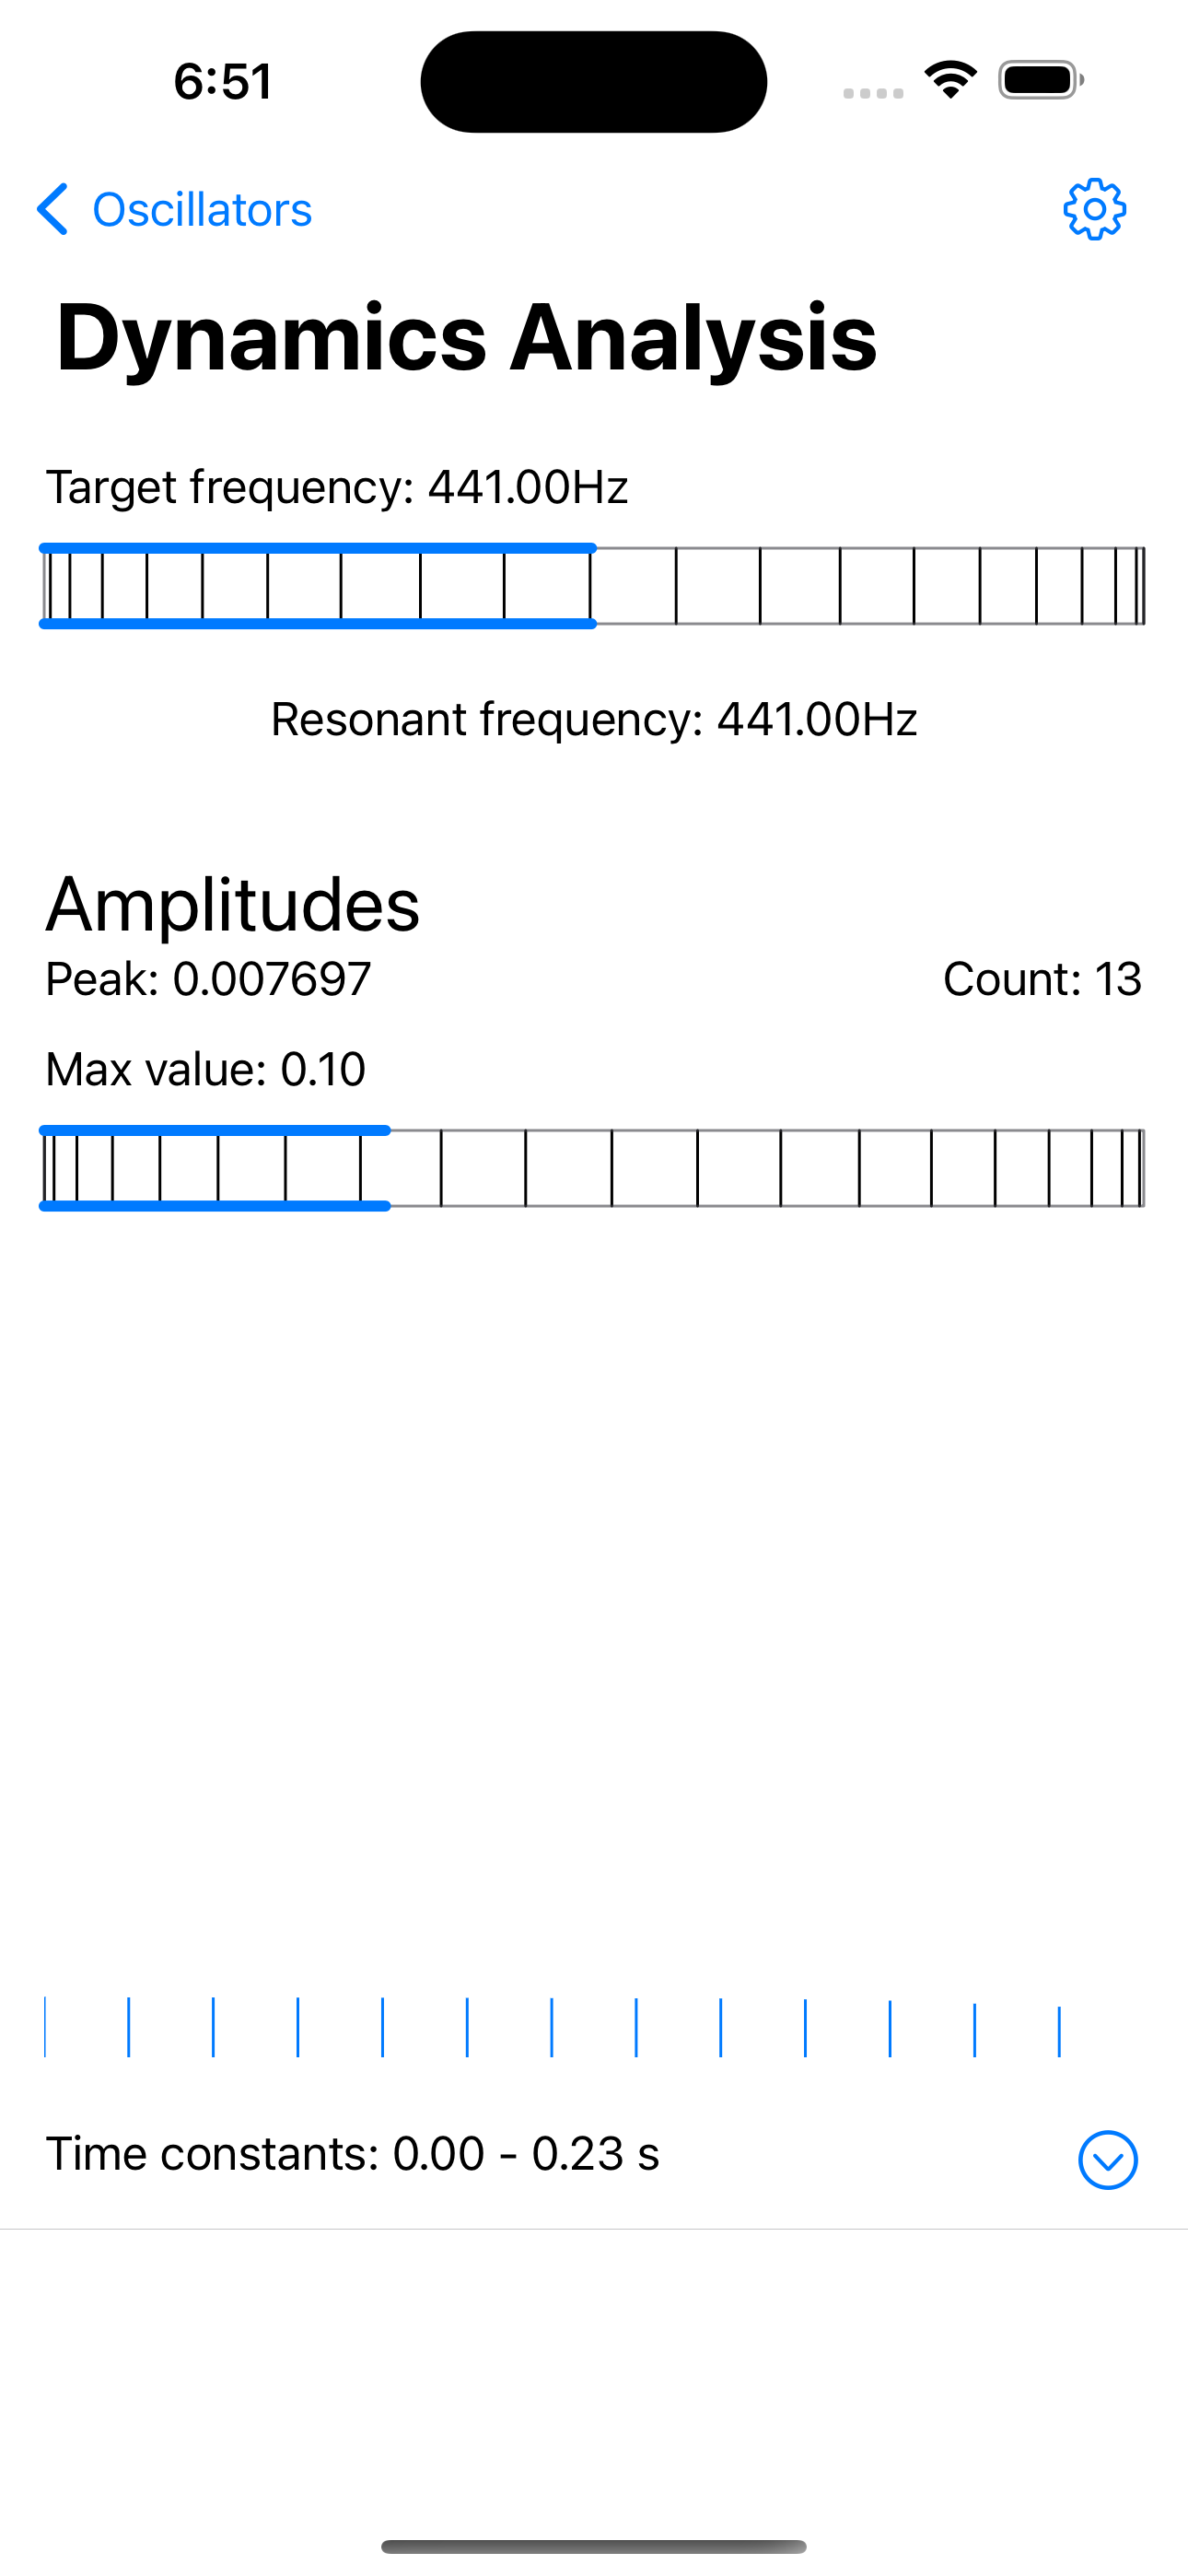 6:51
Oscillators
Dynamics Analysis
Target frequency: 441.00Hz
Resonant frequency: 441.00Hz
Amplitudes
Peak: 0.007697 Count: 13
Max value: 0.10
Time constants: 0.00 - 0.23 s